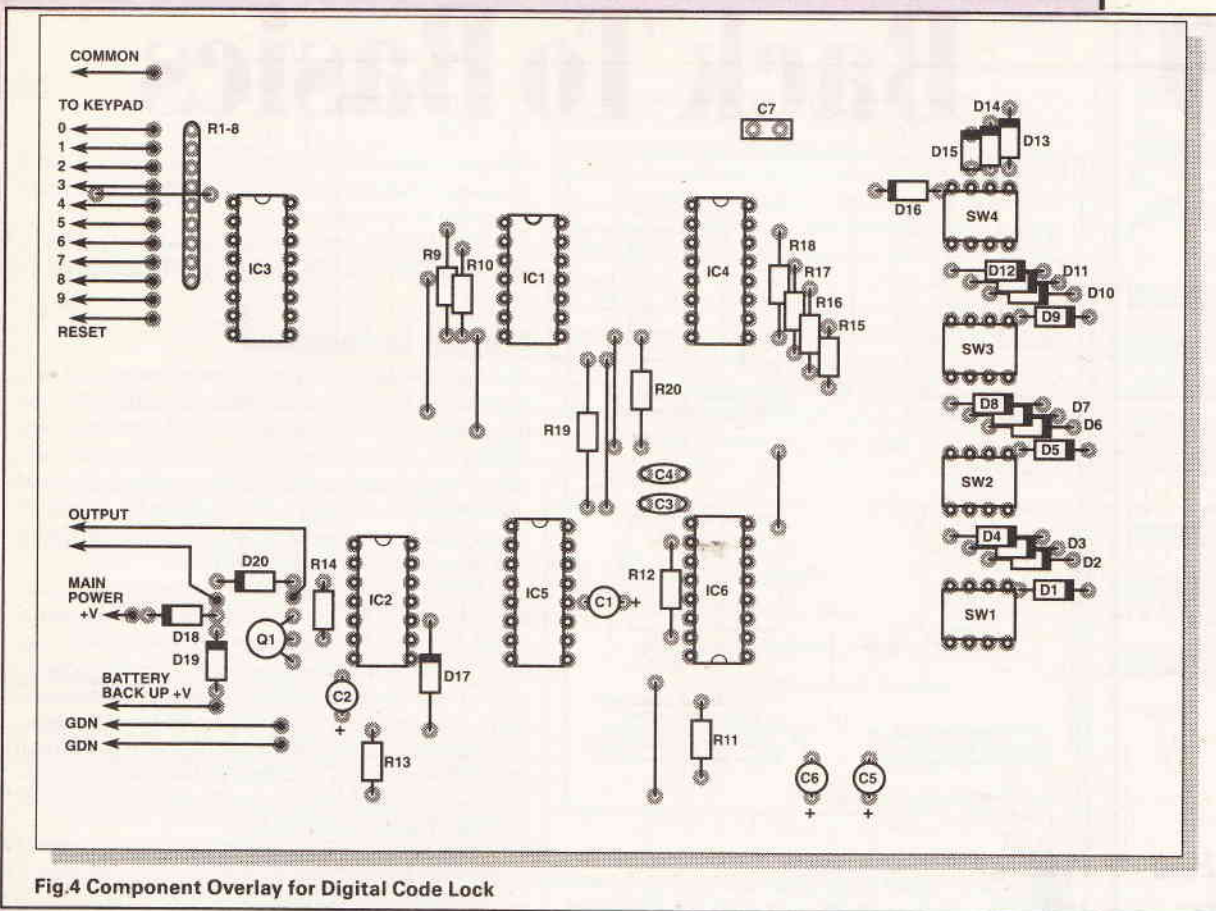 COMMON
TO KEYPAD
0
1
2
3
4
5
6
7
8
9
RESET
R1-8
IC3
R9
R10
IC1
C7
IC4
R18
R17
R16
R15
D14
D15
D13
D16
SW4
D12
D11
D10
D9
SW3
R20
R19
C4
C3
D8
D7
D6
D5
SW2
OUTPUT
MAIN
POWER
+V
D20
R14
D18
D19
Q1
IC2
BATTERY
BACK UP +V
GDN
GDN
C2
+
R13
D17
IC5
C1
+
R12
IC6
R11
D4
D3
D2
D1
SW1
C6
+
C5
+
Fig.4 Component Overlay for Digital Code Lock